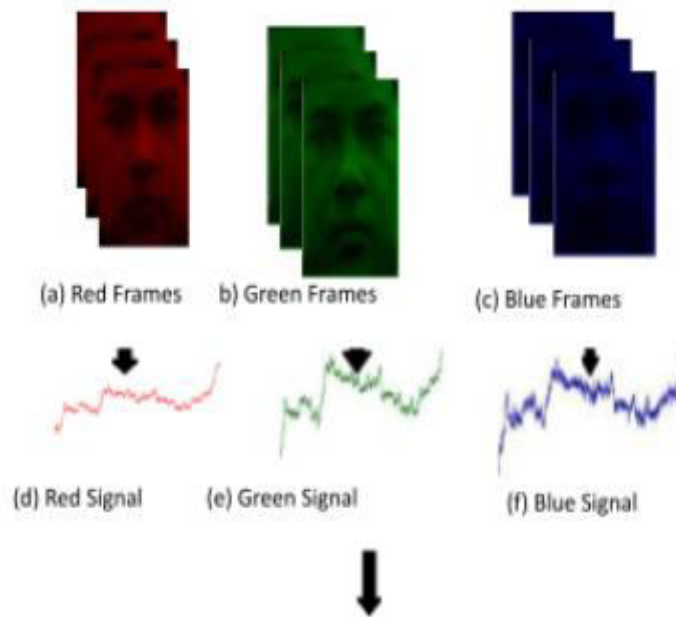 (a) Red Frames
b) Green Frames
(c) Blue Frames
(d) Red Signal
(e) Green Signal
(f) Blue Signal